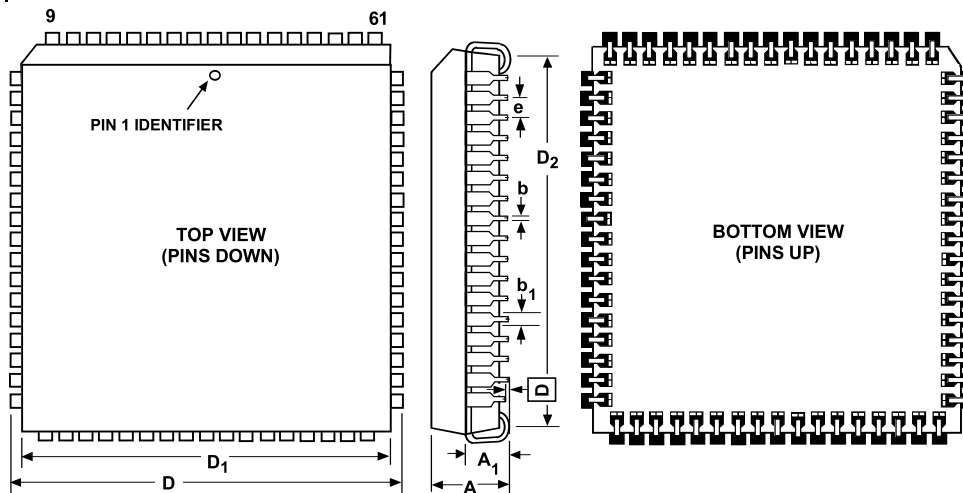 9
61
PIN 1 IDENTIFIER
TOP VIEW
(PINS DOWN)
D1
D
e
D2
b
b1
D
A1
A
BOTTOM VIEW
(PINS UP)